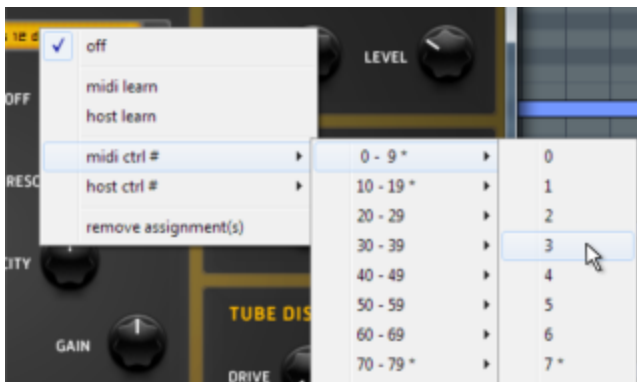 off
LEVEL
midi learn
OFF
host learn
midi ctrl #
0 - 9 *
0
RESO
host ctrl #
10 - 19 *
1
remove assignment(s)
20 - 29
2
30 - 39
3
CITY
40 - 49
4
TUBE DIS
50 - 59
5
GAIN
60 - 69
6
DRIVE
70 - 79 *
7 *